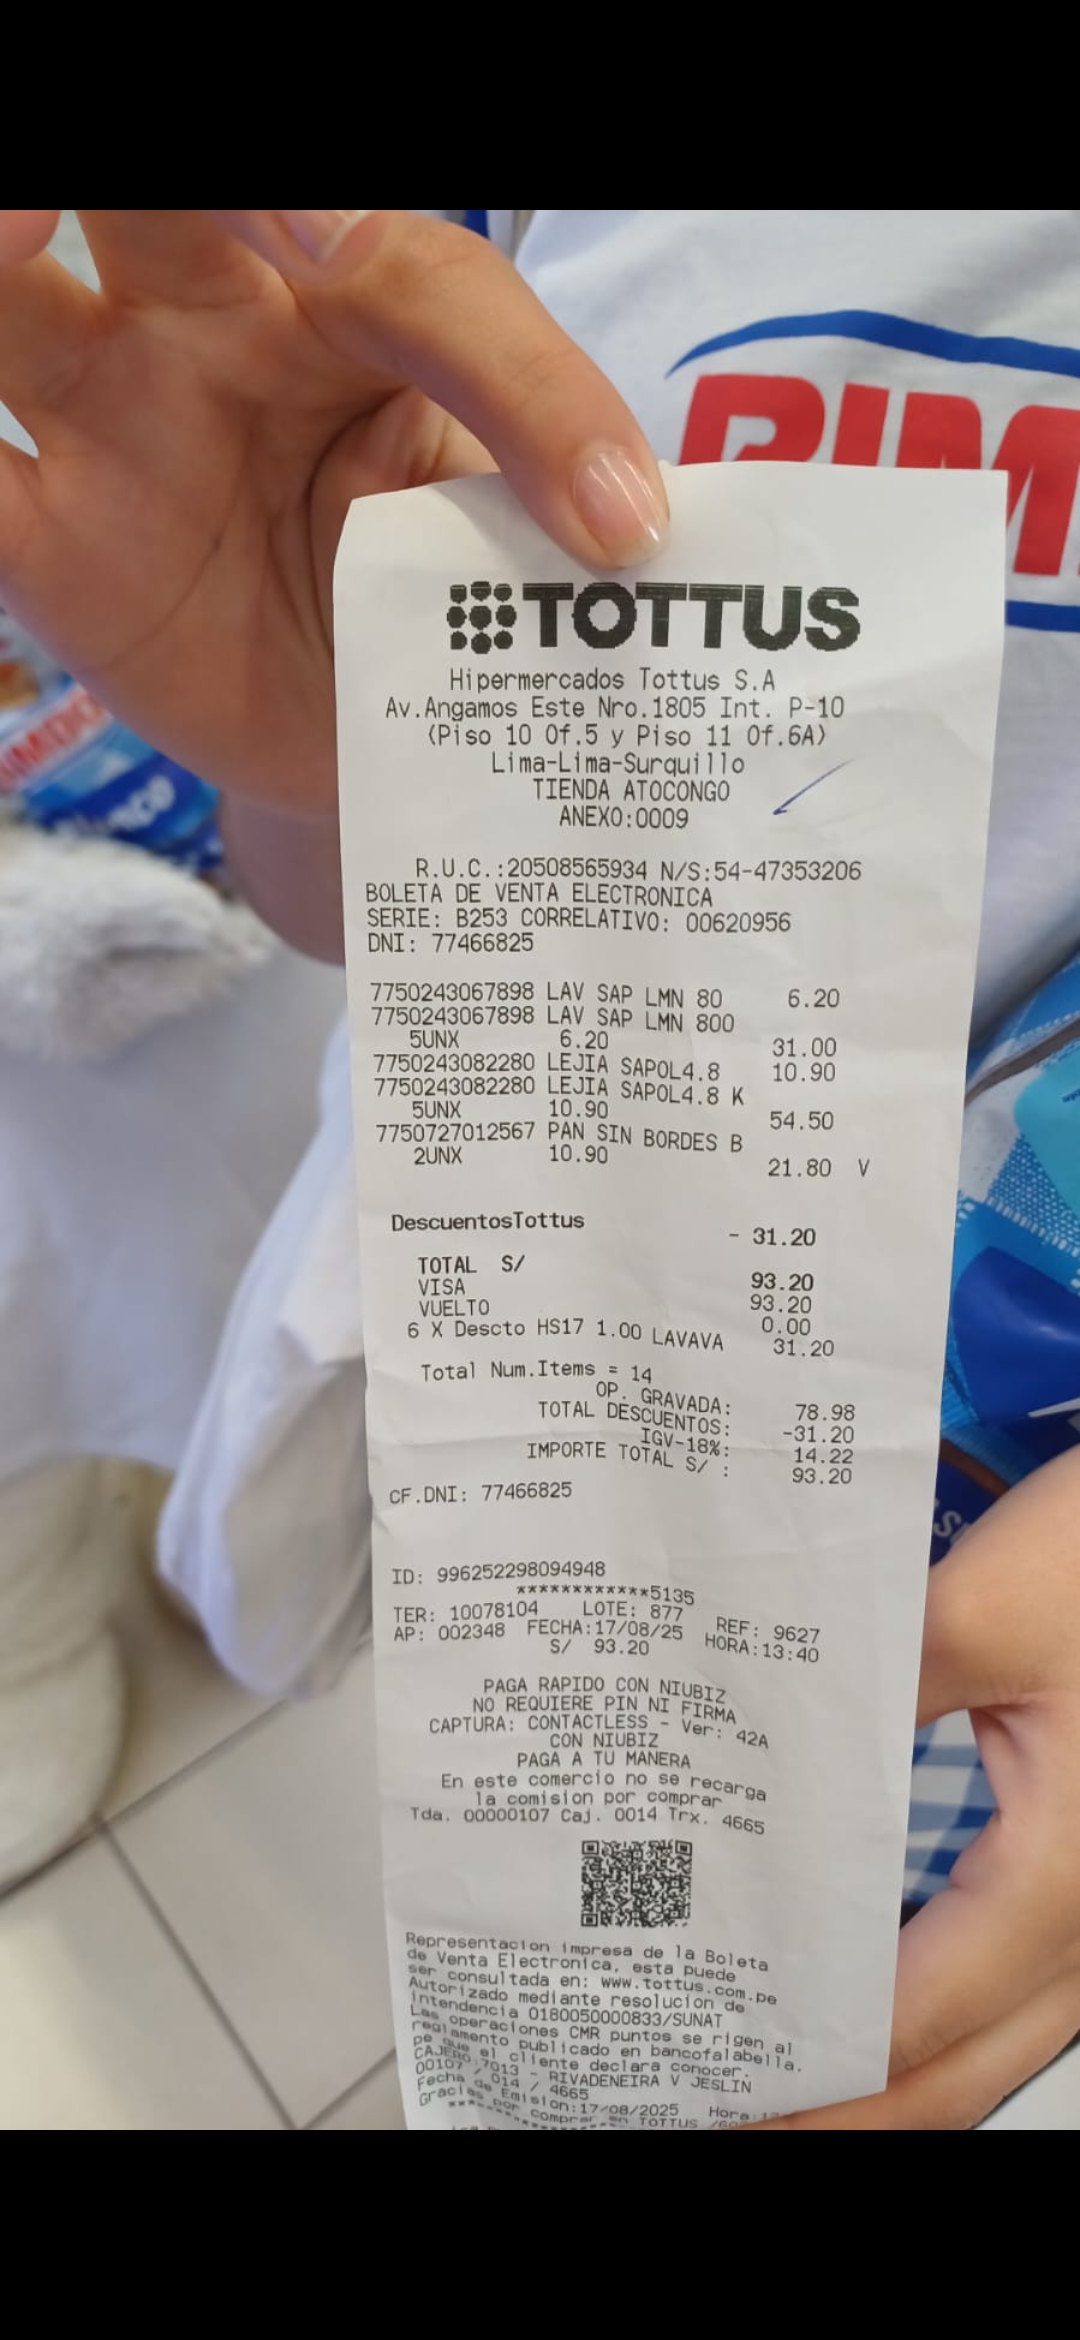 BIM
TOTTUS
Hipermercados Tottus S.A
Av.Angamos Este Nro.1805 Int. P-10
(Piso 10 Of.5 y Piso 11 Of.6A)
Lima-Lima-Surquillo
TIENDA ATOCONGO
ANEXO:0009
R.U.C.:20508565934 N/S:54-47353206
BOLETA DE VENTA ELECTRONICA
SERIE: B253 CORRELATIVO: 00620956
DNI: 77466825
7750243067898 LAV SAP LMN 80 6.20
7750243067898 LAV SAP LMN 800
5UNX 6.20 31.00
7750243082280 LEJIA SAPOL4.8 10.90
7750243082280 LEJIA SAPOL4.8 K
5UNX 10.90 54.50
7750727012567 PAN SIN BORDES B
2UNX 10.90 21.80 V
DescuentosTottus - 31.20
TOTAL S/ 93.20
VISA 93.20
VUELTO 0.00
6 X Descto HS17 1.00 LAVAVA 31.20
Total Num.Items = 14
OP. GRAVADA: 78.98
TOTAL DESCUENTOS: -31.20
IGV-18%: 14.22
IMPORTE TOTAL S/ : 93.20
CF.DNI: 77466825
ID: 996252298094948
************5135
TER: 10078104 LOTE: 877 REF: 9627
AP: 002348 FECHA:17/08/25 HORA:13:40
S/ 93.20
PAGA RAPIDO CON NIUBIZ
NO REQUIERE PIN NI FIRMA
CAPTURA: CONTACTLESS - Ver: 42A
CON NIUBIZ
PAGA A TU MANERA
En este comercio no se recarga
la comision por comprar
Tda. 00000107 Caj. 0014 Trx. 4665
Representacion impresa de la Boleta
de Venta Electronica, esta puede
ser consultada en: www.tottus.com.pe
Autorizado mediante resolucion de
intendencia 0180050000833/SUNAT
Las operaciones CMR puntos se rigen al
reglamento publicado en bancofalabella.
pe que el cliente declara conocer.
CAJERO:7013 - RIVADENEIRA V JESLIN
00107 / 014 / 4665
Fecha de Emision:17/08/2025 Hora:
Gracias por comprar en TOTTUS